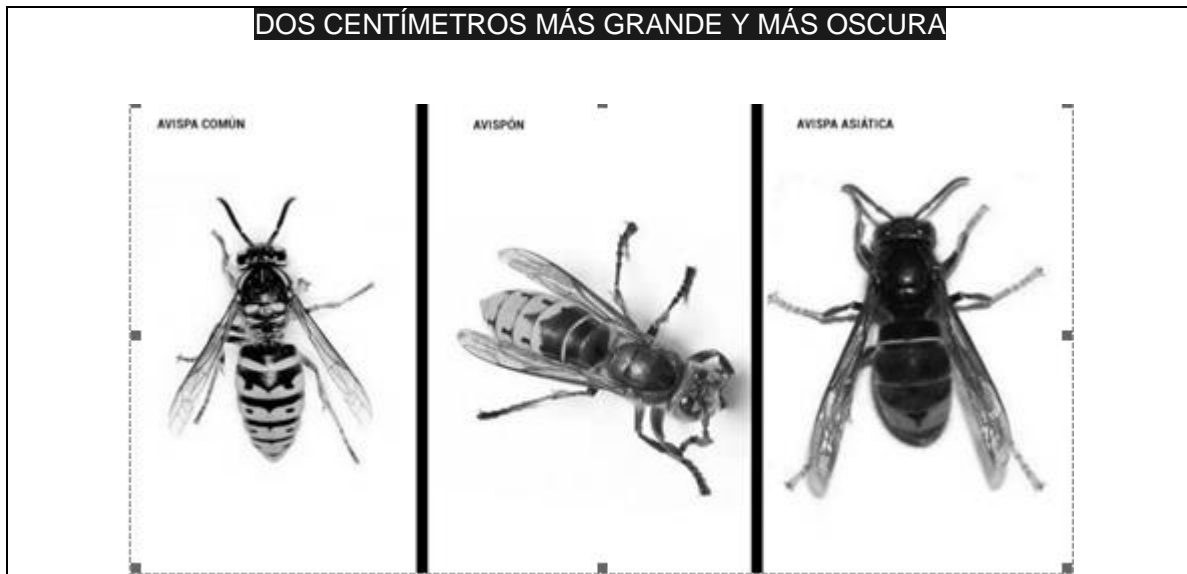 DOS CENTÍMETROS MÁS GRANDE Y MÁS OSCURA
AVISPA COMÚN
AVISPÓN
AVISPA ASIÁTICA